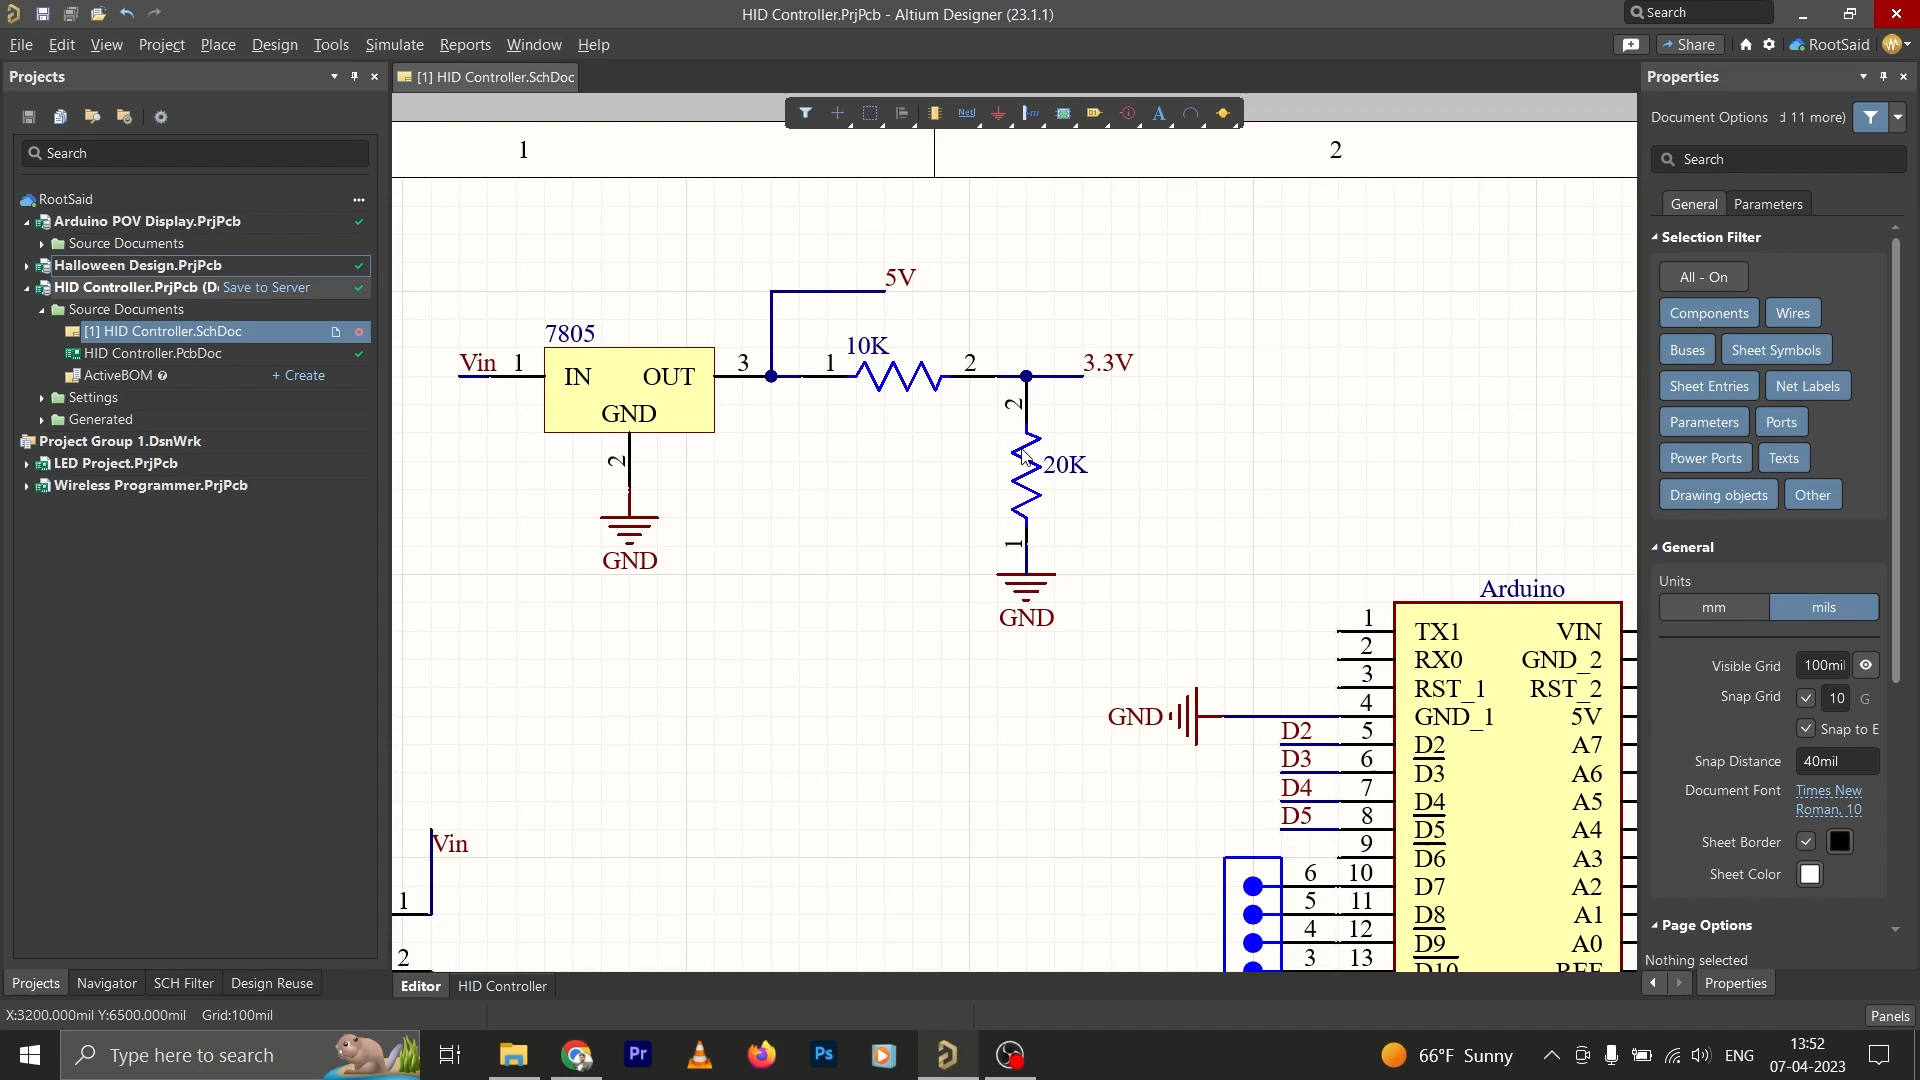 HID Controller.PrjPcb - Altium Designer (23.1.1)
Search
File Edit View Project Place Design Tools Simulate Reports Window Help
Share
RootSaid
Projects
Search
RootSaid
Arduino POV Display.PrjPcb
Source Documents
Halloween Design.PrjPcb
HID Controller.PrjPcb (D Save to Server
Source Documents
[1] HID Controller.SchDoc
HID Controller.PcbDoc
ActiveBOM + Create
Settings
Generated
Project Group 1.DsnWrk
LED Project.PrjPcb
Wireless Programmer.PrjPcb
Projects Navigator SCH Filter Design Reuse
[1] HID Controller.SchDoc
Net
A
1 2
5V
7805
Vin 1 IN OUT 3
GND
2
GND
10K
1 2
3.3V
2
20K
1
GND
Arduino
1 TX1 VIN
2 RX0 GND_2
3 RST_1 RST_2
GND 4 GND_1 5V
D2 5 D2 A7
D3 6 D3 A6
D4 7 D4 A5
D5 8 D5 A4
9 D6 A3
6 10 D7 A2
5 11 D8 A1
4 12 D9 A0
3 13 D10 REF
Vin
1
2
Editor HID Controller
Properties
Document Options d 11 more)
Search
General Parameters
Selection Filter
All - On
Components Wires
Buses Sheet Symbols
Sheet Entries Net Labels
Parameters Ports
Power Ports Texts
Drawing objects Other
General
Units
mm mils
Visible Grid 100mil
Snap Grid 10 G
Snap to E
Snap Distance 40mil
Document Font Times New
Roman, 10
Sheet Border
Sheet Color
Page Options
Nothing selected
Properties
X:3200.000mil Y:6500.000mil Grid:100mil
Panels
Type here to search
Pr
Ps
66°F Sunny
ENG
13:52
07-04-2023